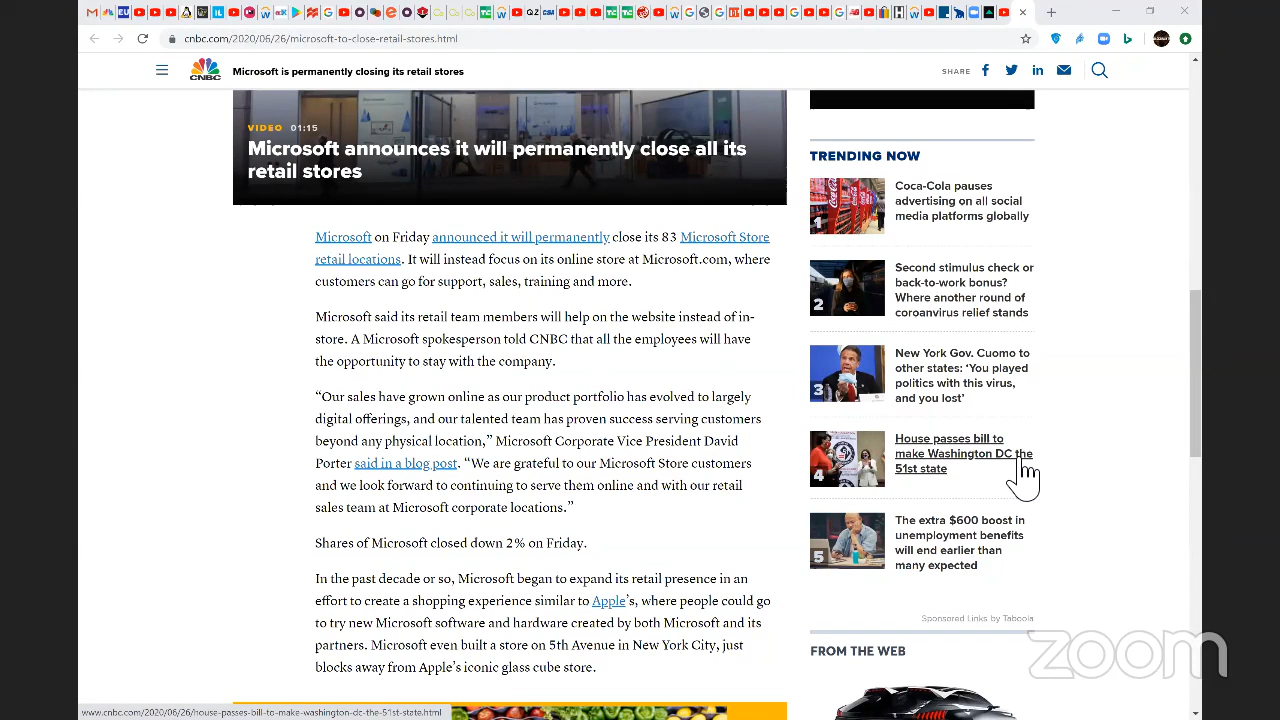 cnbc.com/2020/06/26/microsoft-to-close-retail-stores.html
CNBC
Microsoft is permanently closing its retail stores
SHARE
VIDEO 01:15
Microsoft announces it will permanently close all its
retail stores
Microsoft on Friday announced it will permanently close its 83 Microsoft Store
retail locations. It will instead focus on its online store at Microsoft.com, where
customers can go for support, sales, training and more.
Microsoft said its retail team members will help on the website instead of in-
store. A Microsoft spokesperson told CNBC that all the employees will have
the opportunity to stay with the company.
“Our sales have grown online as our product portfolio has evolved to largely
digital offerings, and our talented team has proven success serving customers
beyond any physical location,” Microsoft Corporate Vice President David
Porter said in a blog post. “We are grateful to our Microsoft Store customers
and we look forward to continuing to serve them online and with our retail
sales team at Microsoft corporate locations.”
Shares of Microsoft closed down 2% on Friday.
In the past decade or so, Microsoft began to expand its retail presence in an
effort to create a shopping experience similar to Apple’s, where people could go
to try new Microsoft software and hardware created by both Microsoft and its
partners. Microsoft even built a store on 5th Avenue in New York City, just
blocks away from Apple’s iconic glass cube store.
TRENDING NOW
1
Coca-Cola pauses
advertising on all social
media platforms globally
2
Second stimulus check or
back-to-work bonus?
Where another round of
coronavirus relief stands
3
New York Gov. Cuomo to
other states: ‘You played
politics with this virus,
and you lost’
4
House passes bill to
make Washington DC the
51st state
5
The extra $600 boost in
unemployment benefits
will end earlier than
many expected
Sponsored Links by Taboola
FROM THE WEB
zoom
www.cnbc.com/2020/06/26/house-passes-bill-to-make-washington-dc-the-51st-state.html